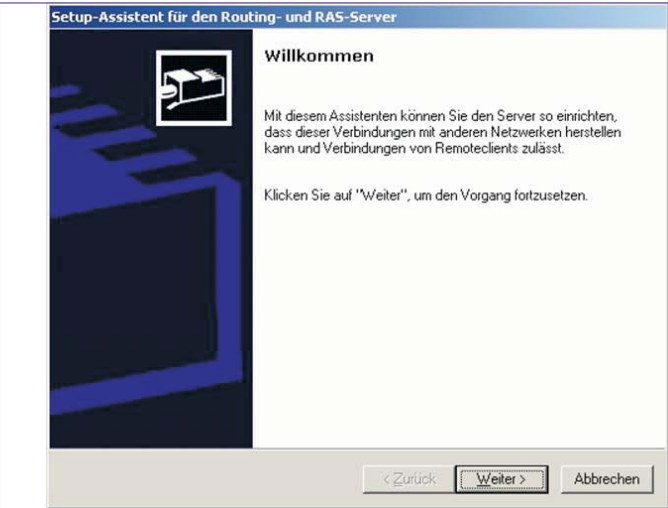 Setup-Assistent für den Routing- und RAS-Server
Willkommen
Mit diesem Assistenten können Sie den Server so einrichten,
dass dieser Verbindungen mit anderen Netzwerken herstellen
kann und Verbindungen von Remoteclients zulässt.
Klicken Sie auf "Weiter", um den Vorgang fortzusetzen.
< Zurück
Weiter >
Abbrechen